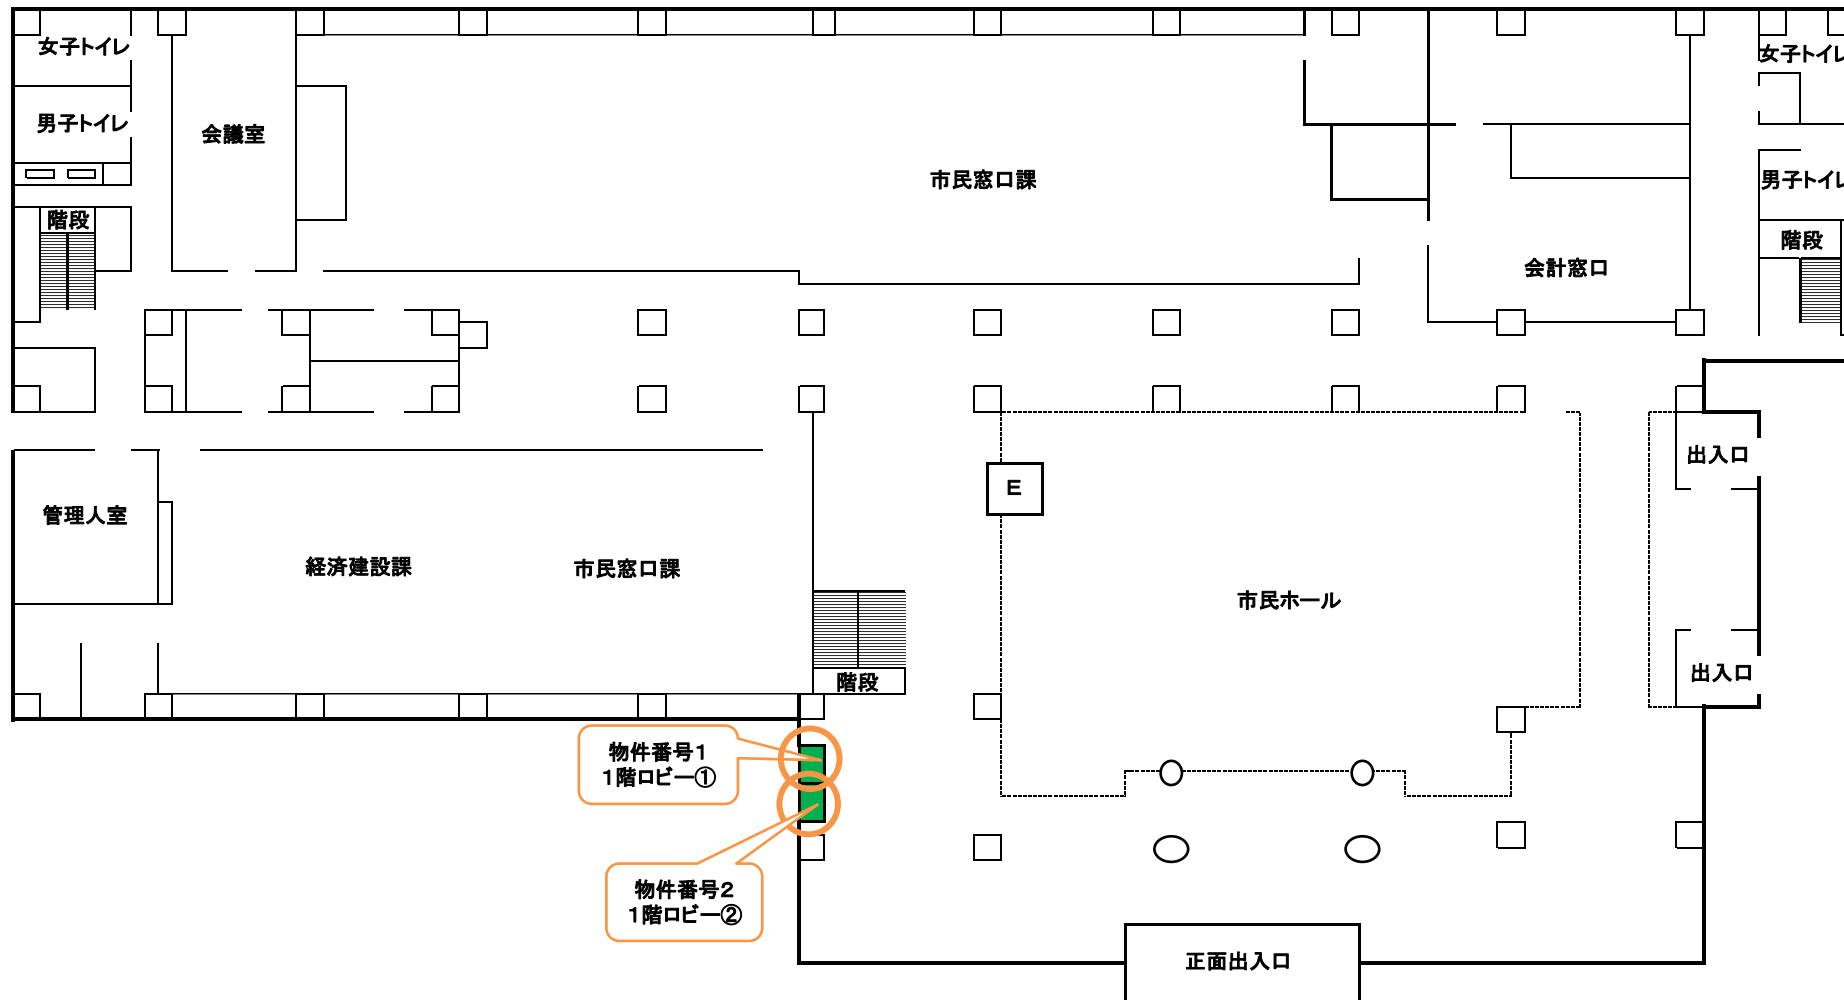 女子トイレ
女子トイレ
男子トイレ
会議室
市民窓口課
男子トイレ
階段
階段
会計窓口
出入口
E
管理人室
経済建設課
市民窓口課
市民ホール
出入口
階段
物件番号1
1階ロビー①
物件番号2
1階ロビー②
正面出入口